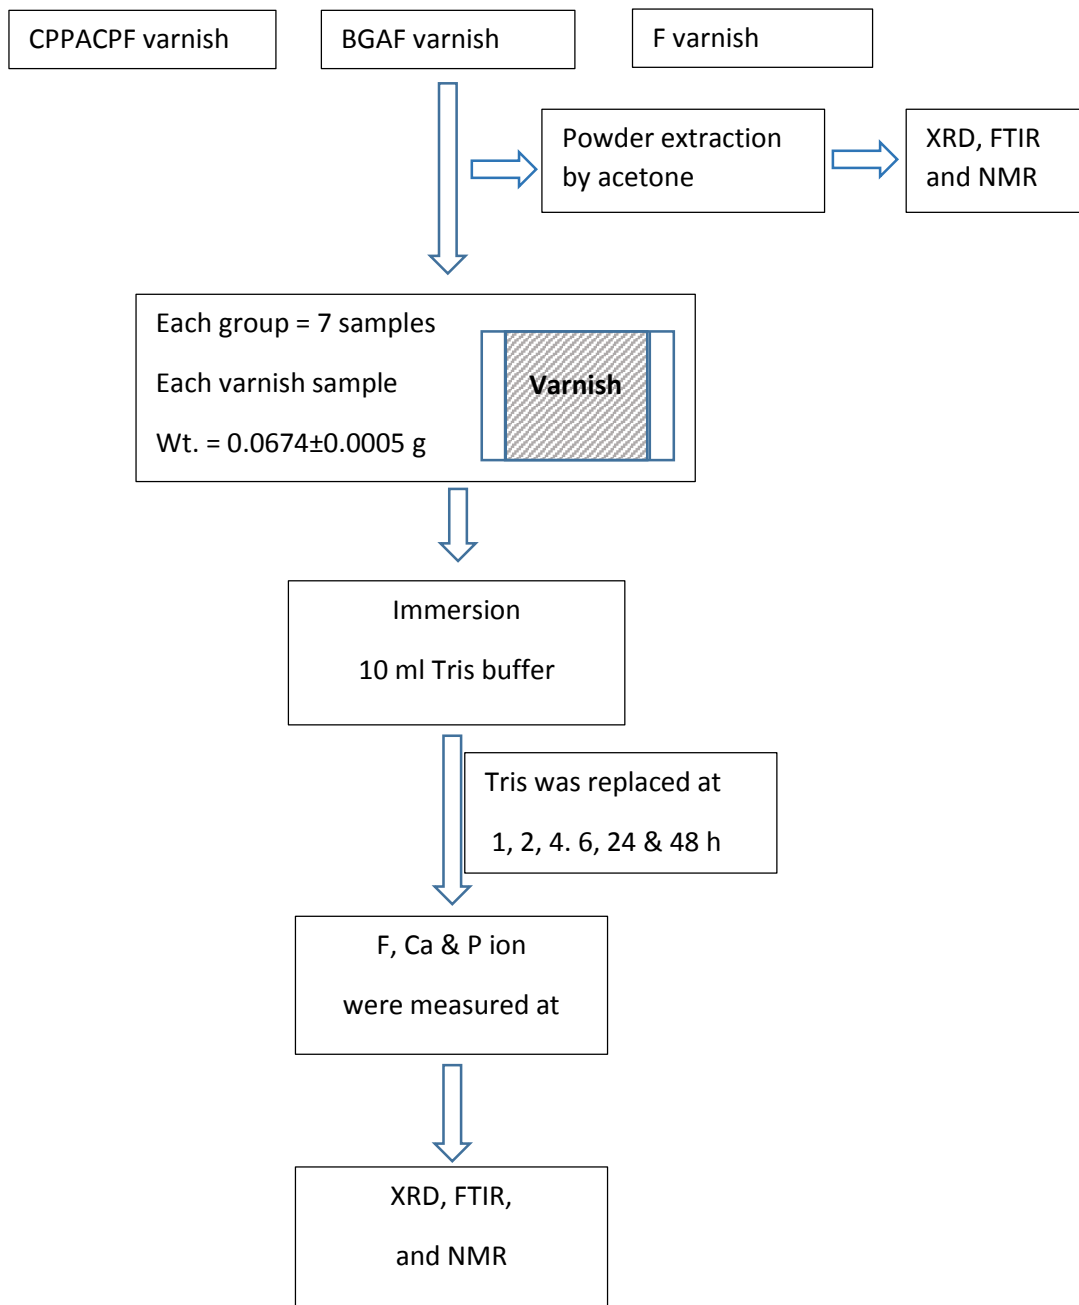 CPPACPF varnish
BGAF varnish
F varnish
Powder extraction
by acetone
XRD, FTIR
and NMR
Each group = 7 samples
Each varnish sample
Wt. = 0.0674±0.0005 g
Varnish
Immersion
10 ml Tris buffer
Tris was replaced at
1, 2, 4. 6, 24 & 48 h
F, Ca & P ion
were measured at
XRD, FTIR,
and NMR